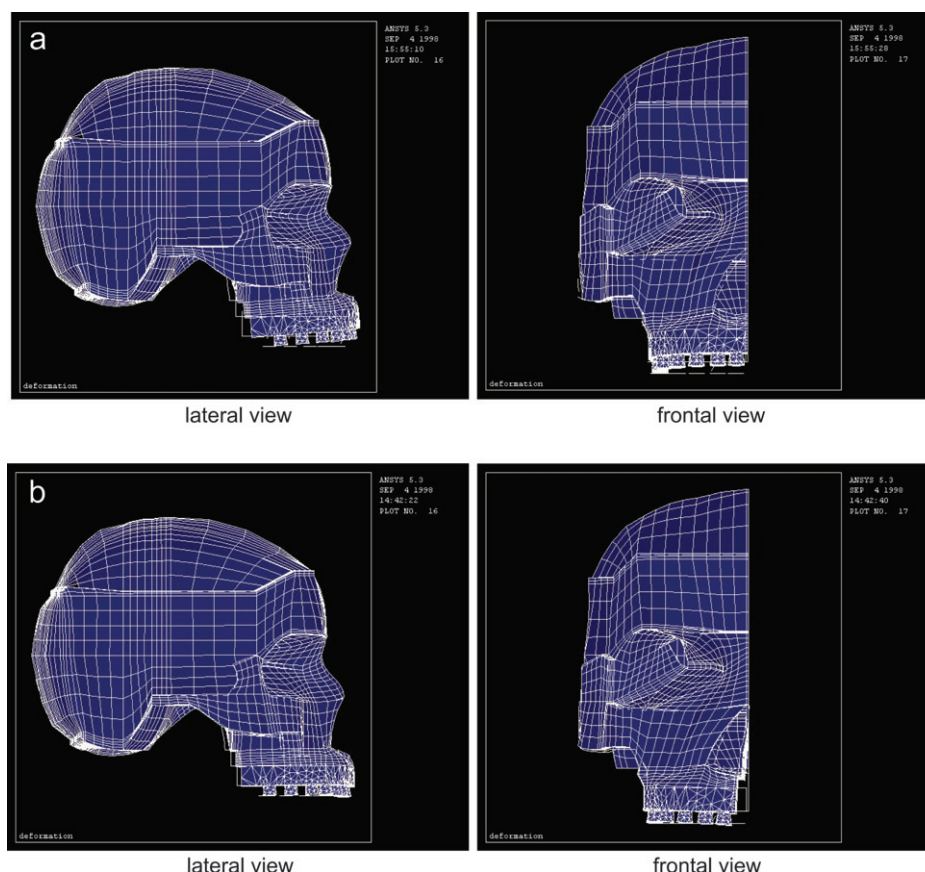 a
ANSYS 5.3
SEP 4 1998
15:55:10
PLOT NO. 16
deformation
lateral view
ANSYS 5.3
SEP 4 1998
15:55:28
PLOT NO. 17
deformation
frontal view
b
ANSYS 5.3
SEP 4 1998
14:42:22
PLOT NO. 16
deformation
lateral view
ANSYS 5.3
SEP 4 1998
14:42:40
PLOT NO. 17
deformation
frontal view